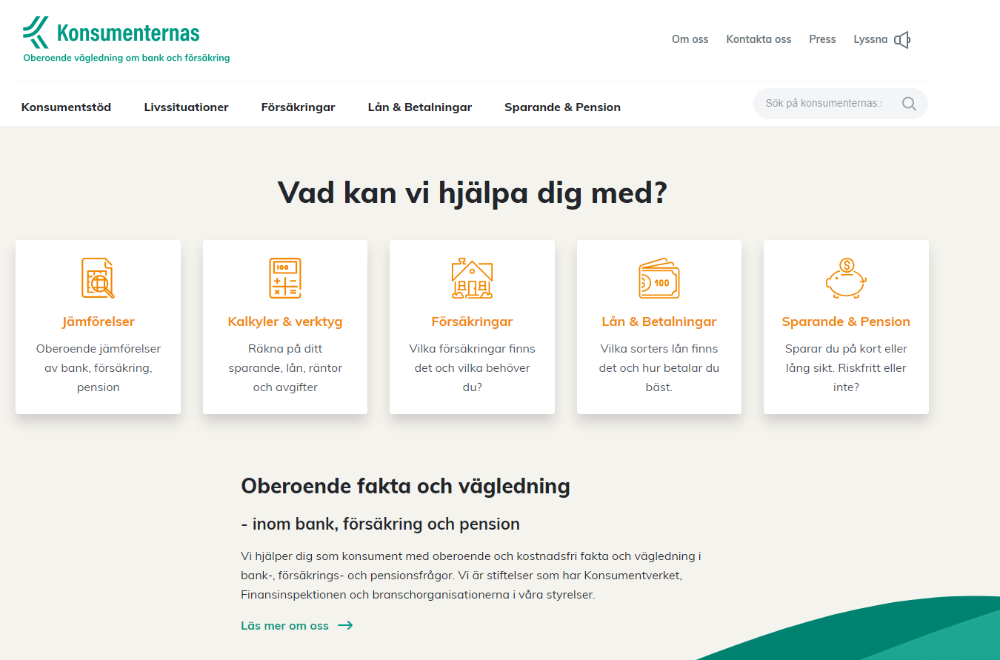 Konsumenternas
Oberoende vägledning om bank och försäkring
Om oss Kontakta oss Press Lyssna
Konsumentstöd Livssituationer Försäkringar Lån & Betalningar Sparande & Pension
Sök på konsumenternas.s
Vad kan vi hjälpa dig med?
100
Jämförelser
Oberoende jämförelser
av bank, försäkring,
pension
Kalkyler & verktyg
Räkna på ditt
sparande, lån, räntor
och avgifter
Försäkringar
Vilka försäkringar finns
det och vilka behöver
du?
100
Lån & Betalningar
Vilka sorters lån finns
det och hur betalar du
bäst.
$
Sparande & Pension
Sparar du på kort eller
lång sikt. Riskfritt eller
inte?
Oberoende fakta och vägledning
- inom bank, försäkring och pension
Vi hjälper dig som konsument med oberoende och kostnadsfri fakta och vägledning i
bank-, försäkrings- och pensionsfrågor. Vi är stiftelser som har Konsumentverket,
Finansinspektionen och branschorganisationerna i våra styrelser.
Läs mer om oss